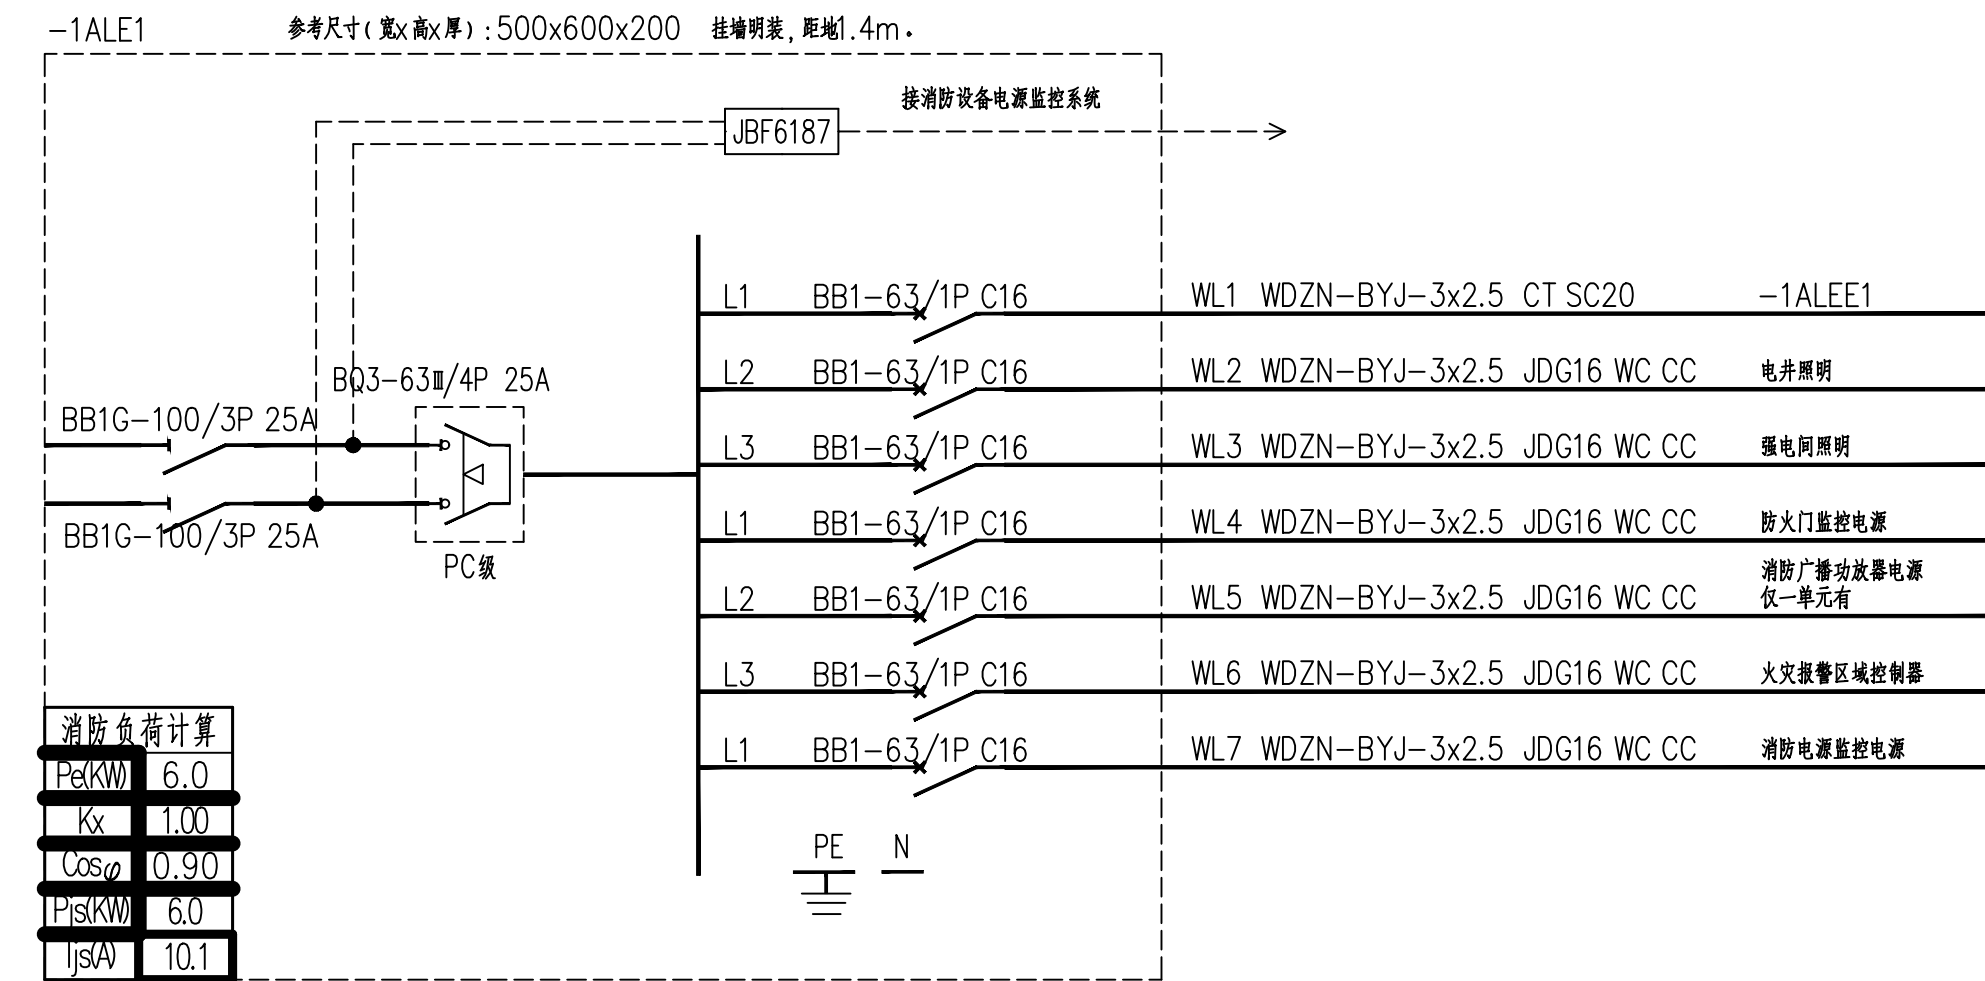 -1ALE1 参考尺寸(宽x高x厚):500x600x200 挂墙明装,距地1.4m.
接消防设备电源监控系统
JBF6187
L1 BB1-63/1P C16 WL1 WDZN-BYJ-3x2.5 CT SC20 -1ALEE1
L2 BB1-63/1P C16 WL2 WDZN-BYJ-3x2.5 JDG16 WC CC 电井照明
BQ3-63Ⅲ/4P 25A
BB1G-100/3P 25A
L3 BB1-63/1P C16 WL3 WDZN-BYJ-3x2.5 JDG16 WC CC 强电间照明
BB1G-100/3P 25A
PC级
L1 BB1-63/1P C16 WL4 WDZN-BYJ-3x2.5 JDG16 WC CC 防火门监控电源
消防广播功放器电源
L2 BB1-63/1P C16 WL5 WDZN-BYJ-3x2.5 JDG16 WC CC 仅一单元有
L3 BB1-63/1P C16 WL6 WDZN-BYJ-3x2.5 JDG16 WC CC 火灾报警区域控制器
L1 BB1-63/1P C16 WL7 WDZN-BYJ-3x2.5 JDG16 WC CC 消防电源监控电源
PE N
消防负荷计算
Pe(KW) 6.0
Kx 1.00
Cosφ 0.90
Pjs(KW) 6.0
Ijs(A) 10.1